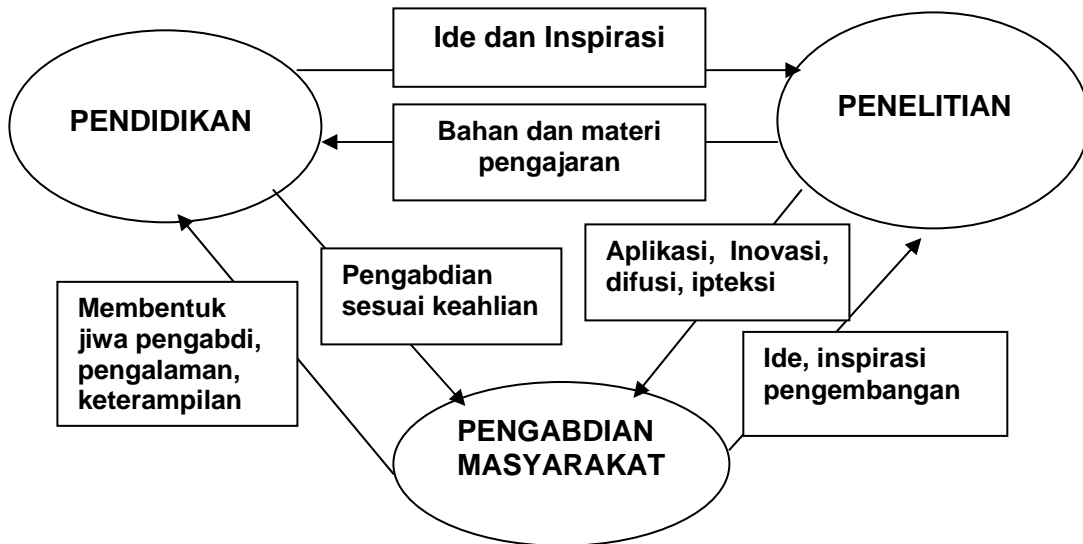 Ide dan Inspirasi
PENDIDIKAN
PENELITIAN
Bahan dan materi
pengajaran
Pengabdian
sesuai keahlian
Aplikasi, Inovasi,
difusi, ipteksi
Membentuk
jiwa pengabdi,
pengalaman,
keterampilan
Ide, inspirasi
pengembangan
PENGABDIAN
MASYARAKAT